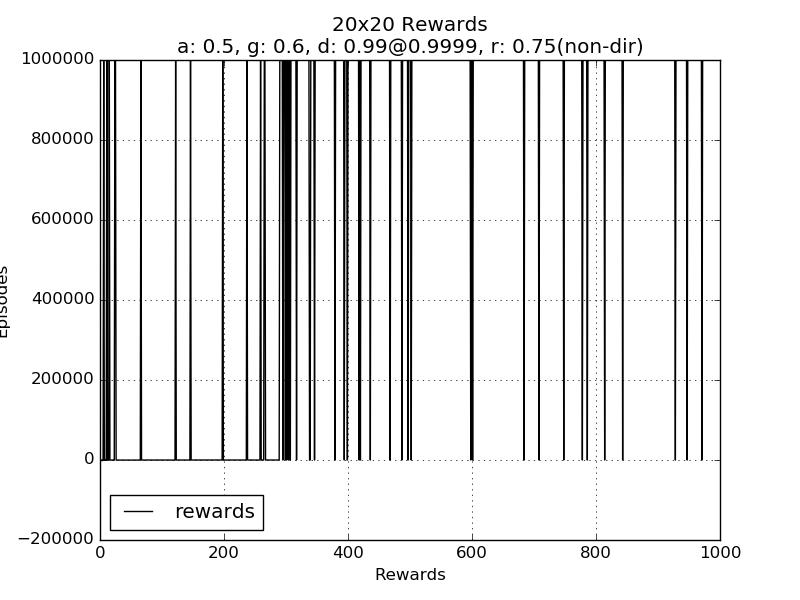 20x20 Rewards
a: 0.5, g: 0.6, d: 0.99@0.9999, r: 0.75(non-dir)
1000000
800000
600000
400000
200000
0
−200000
Episodes
rewards
0 200 400 600 800 1000
Rewards